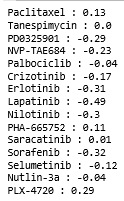 Paclitaxel : 0.13
Tanespimycin : 0.0
PD0325901 : -0.29
NVP-TAE684 : -0.23
Palbociclib : -0.04
Crizotinib : -0.17
Erlotinib : -0.31
Lapatinib : -0.49
Nilotinib : -0.3
PHA-665752 : 0.11
Saracatinib : 0.01
Sorafenib : -0.32
Selumetinib : -0.12
Nutlin-3a : -0.04
PLX-4720 : 0.29